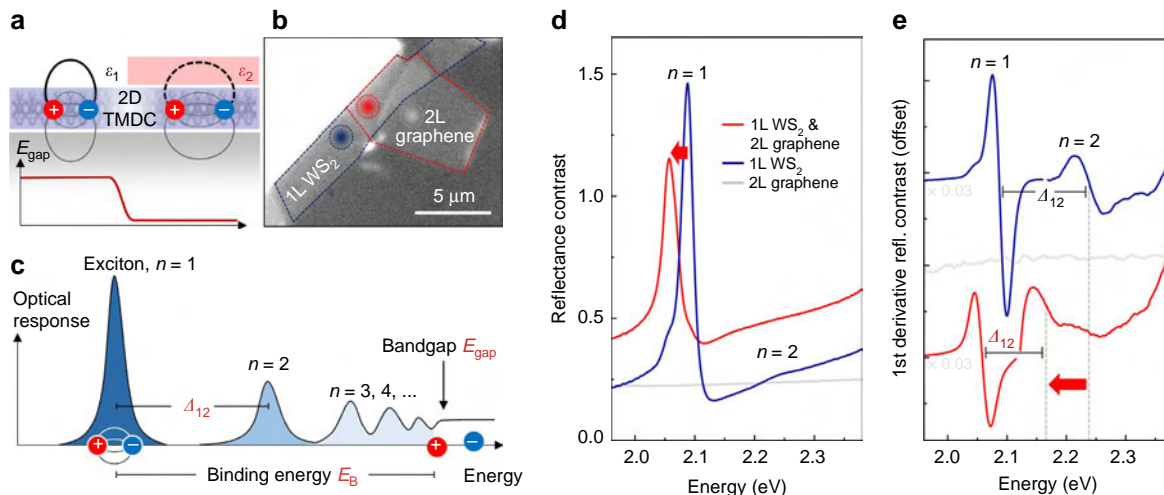 a
ε1
ε2
2D
TMDC
Egap
b
2L
graphene
1L WS2
5 μm
c
Exciton, n = 1
Optical
response
n = 2
Δ12
n = 3, 4, ...
Bandgap Egap
Binding energy EB
Energy
d
Reflectance contrast
1.5
1.0
0.5
0.0
n = 1
1L WS2 &
2L graphene
1L WS2
2L graphene
n = 2
2.0 2.1 2.2 2.3
Energy (eV)
e
1st derivative refl. contrast (offset)
n = 1
n = 2
× 0.03
Δ12
Δ12
× 0.03
2.0 2.1 2.2 2.3
Energy (eV)